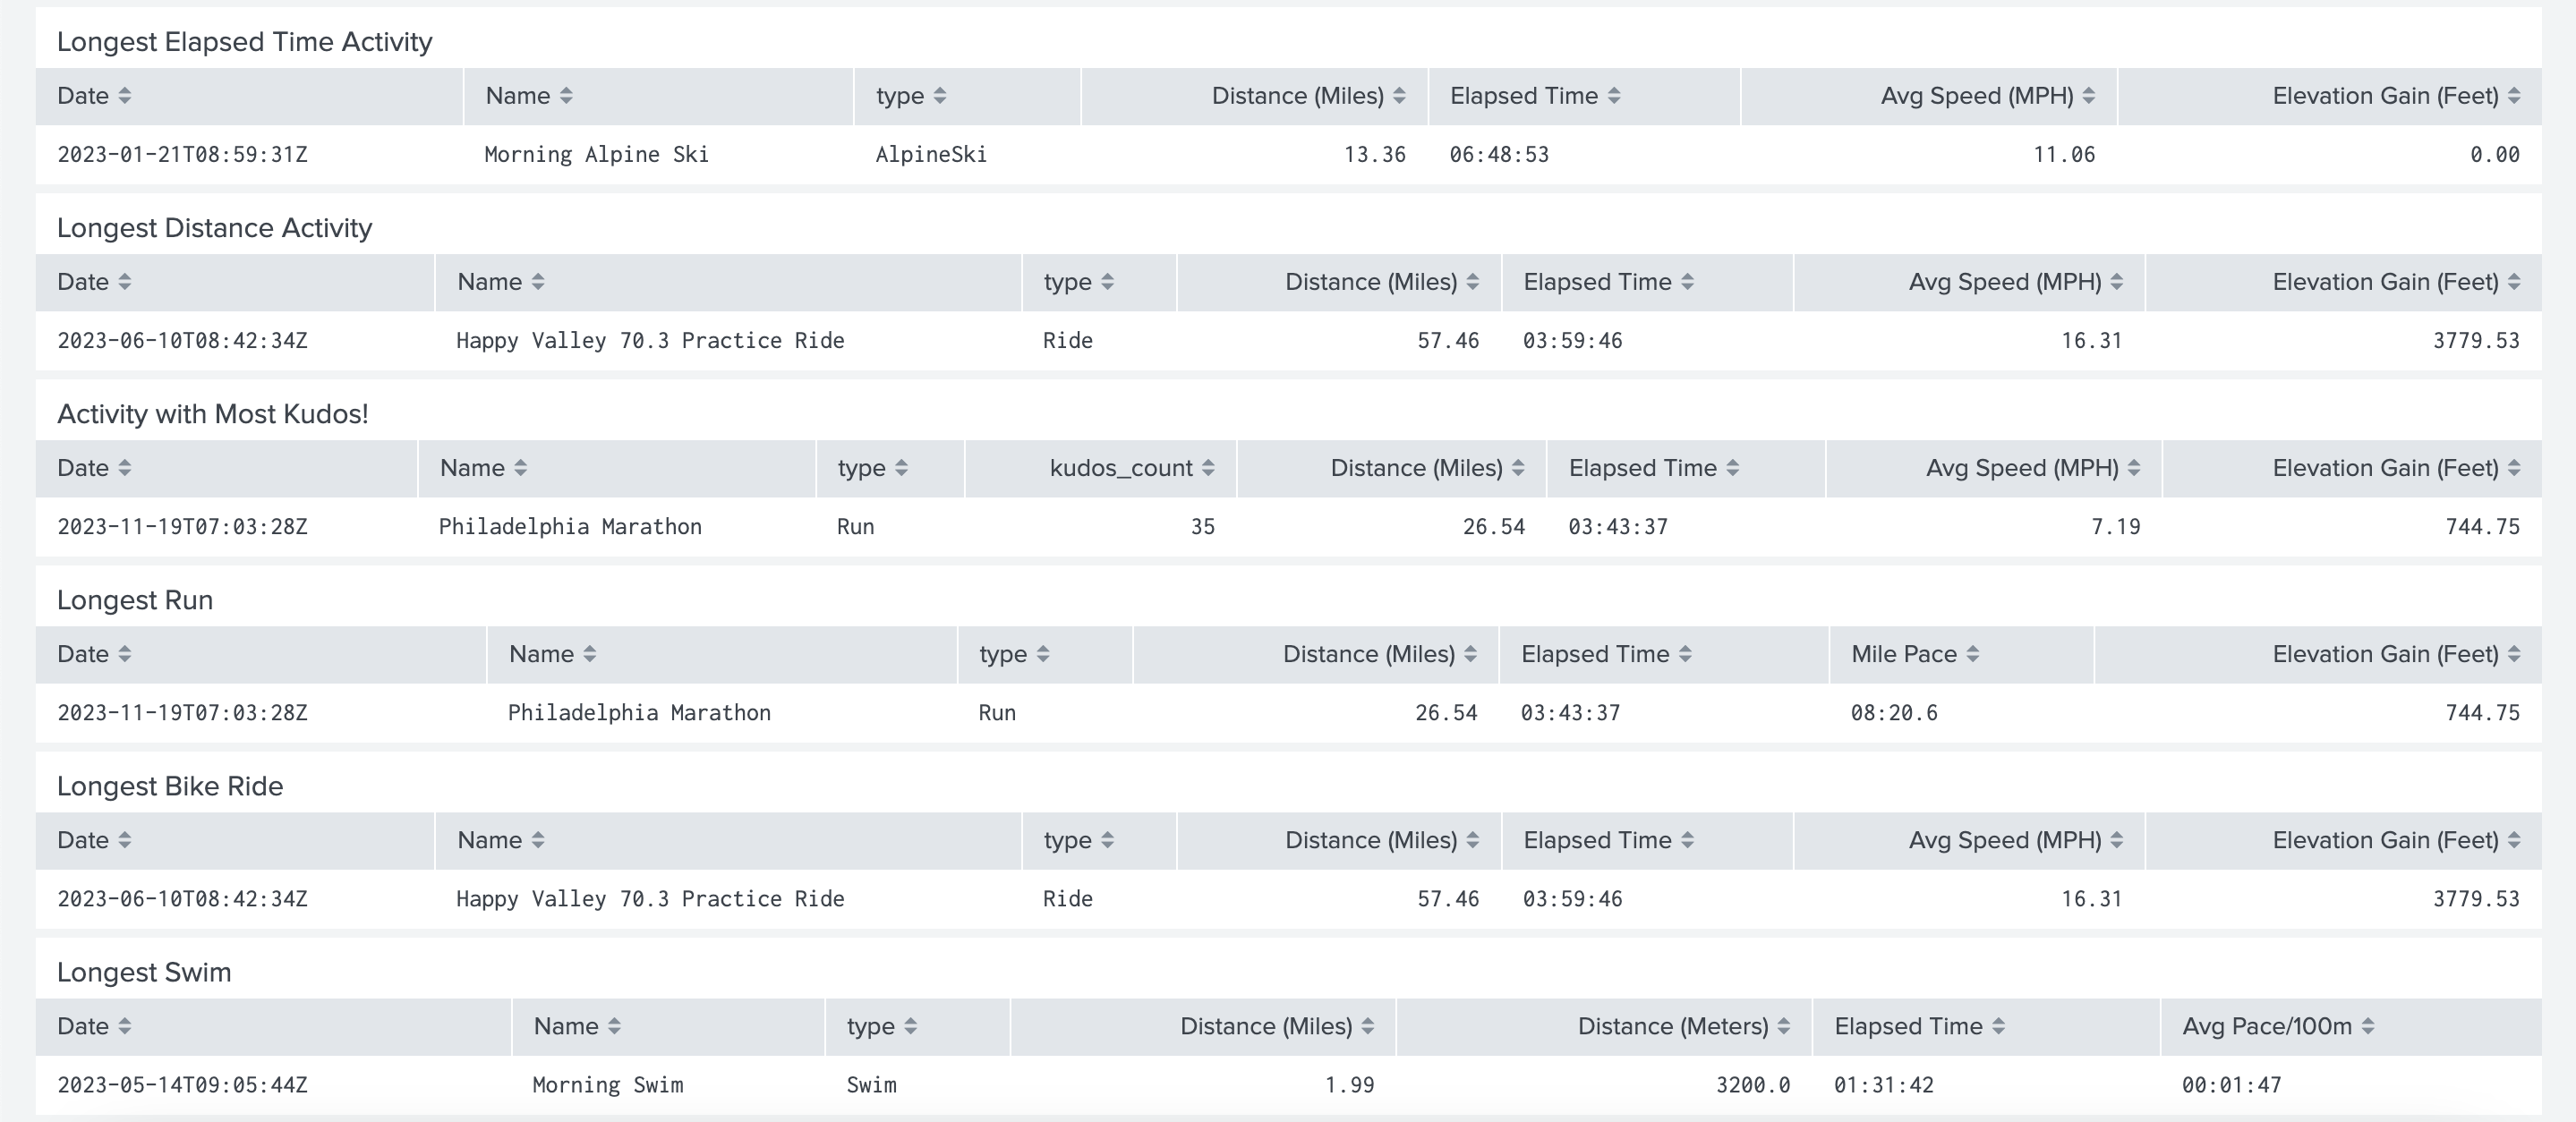 Longest Elapsed Time Activity
Date Name type Distance (Miles) Elapsed Time Avg Speed (MPH) Elevation Gain (Feet)
2023-01-21T08:59:31Z Morning Alpine Ski AlpineSki 13.36 06:48:53 11.06 0.00
Longest Distance Activity
Date Name type Distance (Miles) Elapsed Time Avg Speed (MPH) Elevation Gain (Feet)
2023-06-10T08:42:34Z Happy Valley 70.3 Practice Ride Ride 57.46 03:59:46 16.31 3779.53
Activity with Most Kudos!
Date Name type kudos_count Distance (Miles) Elapsed Time Avg Speed (MPH) Elevation Gain (Feet)
2023-11-19T07:03:28Z Philadelphia Marathon Run 35 26.54 03:43:37 7.19 744.75
Longest Run
Date Name type Distance (Miles) Elapsed Time Mile Pace Elevation Gain (Feet)
2023-11-19T07:03:28Z Philadelphia Marathon Run 26.54 03:43:37 08:20.6 744.75
Longest Bike Ride
Date Name type Distance (Miles) Elapsed Time Avg Speed (MPH) Elevation Gain (Feet)
2023-06-10T08:42:34Z Happy Valley 70.3 Practice Ride Ride 57.46 03:59:46 16.31 3779.53
Longest Swim
Date Name type Distance (Miles) Distance (Meters) Elapsed Time Avg Pace/100m
2023-05-14T09:05:44Z Morning Swim Swim 1.99 3200.0 01:31:42 00:01:47